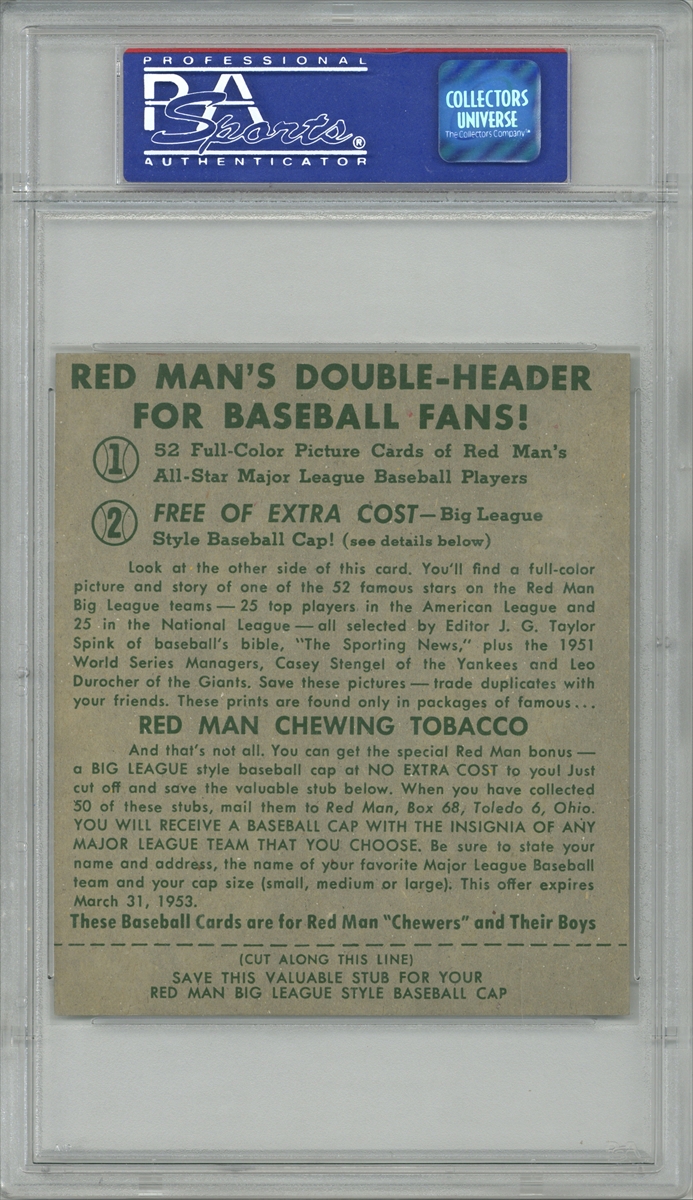 PROFESSIONAL
PSA
Sports®
AUTHENTICATOR
COLLECTORS
UNIVERSE
The Collectors Company™
RED MAN'S DOUBLE-HEADER
FOR BASEBALL FANS!
1 52 Full-Color Picture Cards of Red Man's
All-Star Major League Baseball Players
2 FREE OF EXTRA COST—Big League
Style Baseball Cap! (see details below)
Look at the other side of this card. You'll find a full-color
picture and story of one of the 52 famous stars on the Red Man
Big League teams — 25 top players in the American League and
25 in the National League — all selected by Editor J. G. Taylor
Spink of baseball's bible, "The Sporting News," plus the 1951
World Series Managers, Casey Stengel of the Yankees and Leo
Durocher of the Giants. Save these pictures — trade duplicates with
your friends. These prints are found only in packages of famous...
RED MAN CHEWING TOBACCO
And that's not all. You can get the special Red Man bonus —
a BIG LEAGUE style baseball cap at NO EXTRA COST to you! Just
cut off and save the valuable stub below. When you have collected
50 of these stubs, mail them to Red Man, Box 68, Toledo 6, Ohio.
YOU WILL RECEIVE A BASEBALL CAP WITH THE INSIGNIA OF ANY
MAJOR LEAGUE TEAM THAT YOU CHOOSE. Be sure to state your
name and address, the name of your favorite Major League Baseball
team and your cap size (small, medium or large). This offer expires
March 31, 1953.
These Baseball Cards are for Red Man "Chewers" and Their Boys
(CUT ALONG THIS LINE)
SAVE THIS VALUABLE STUB FOR YOUR
RED MAN BIG LEAGUE STYLE BASEBALL CAP